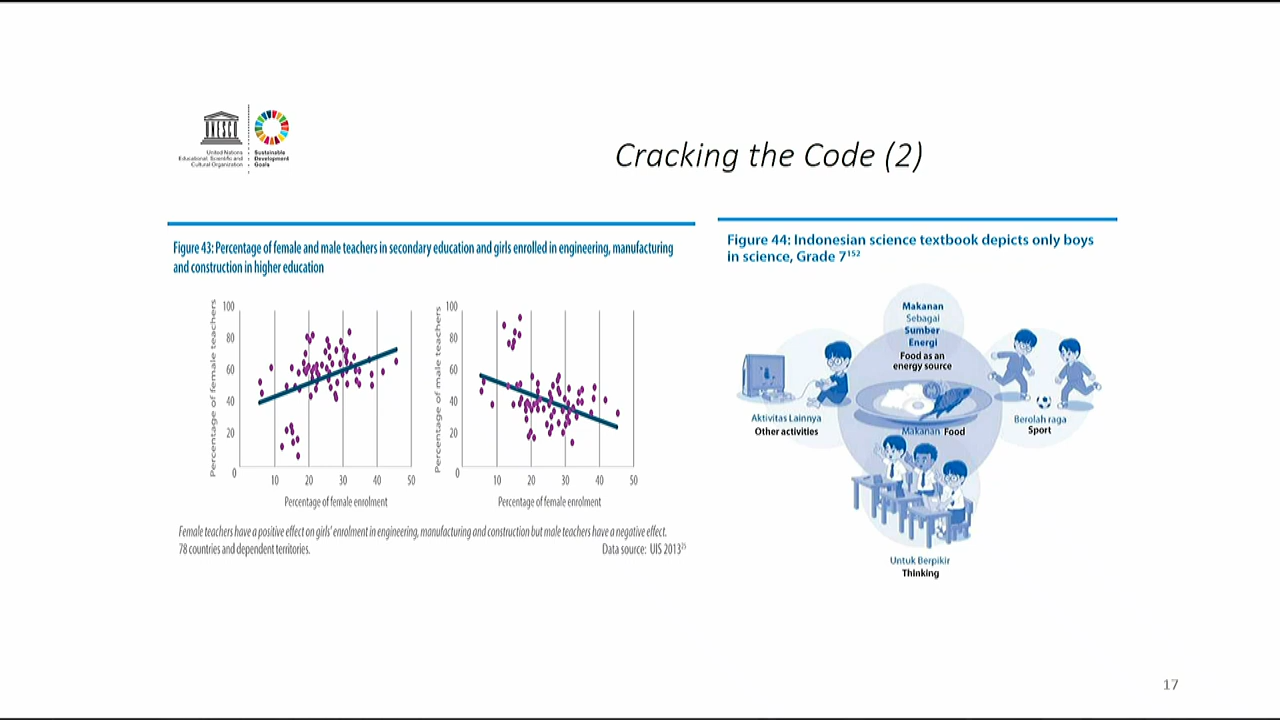 UNESCO
United Nations
Educational, Scientific and
Cultural Organization
Sustainable
Development
Goals
Cracking the Code (2)
Figure 43: Percentage of female and male teachers in secondary education and girls enrolled in engineering, manufacturing
and construction in higher education
Percentage of female teachers
100
80
60
40
20
0
10 20 30 40 50
Percentage of female enrolment
Percentage of male teachers
100
80
60
40
20
0
10 20 30 40 50
Percentage of female enrolment
Female teachers have a positive effect on girls' enrolment in engineering, manufacturing and construction but male teachers have a negative effect.
78 countries and dependent territories.
Data source: UIS 2013²⁵
Figure 44: Indonesian science textbook depicts only boys
in science, Grade 7¹⁵²
Makanan
Sebagai
Sumber
Energi
Food as an
energy source
Aktivitas Lainnya
Other activities
Makanan Food
Berolah raga
Sport
Untuk Berpikir
Thinking
17